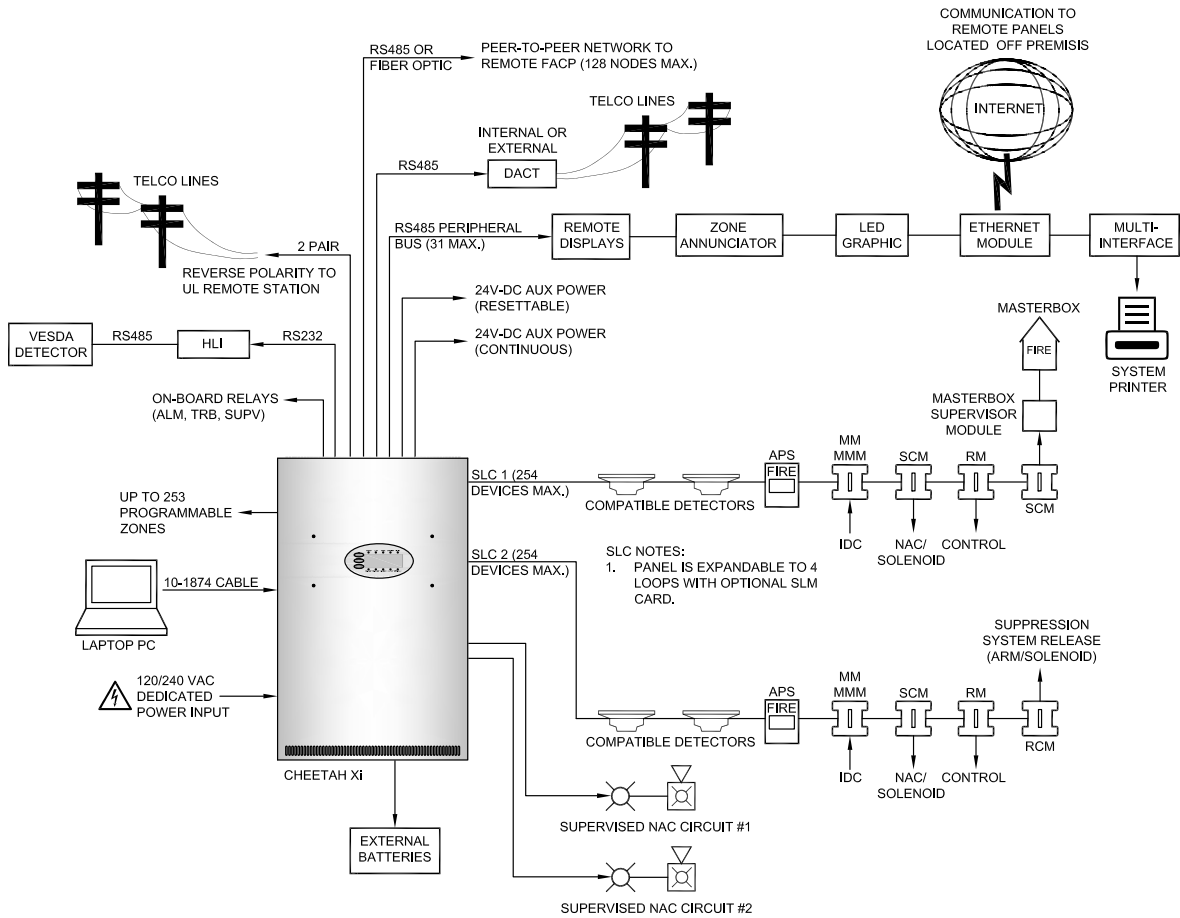 COMMUNICATION TO
REMOTE PANELS
LOCATED OFF PREMISIS
INTERNET
RS485 OR
FIBER OPTIC
PEER-TO-PEER NETWORK TO
REMOTE FACP (128 NODES MAX.)
TELCO LINES
INTERNAL OR
EXTERNAL
RS485
DACT
TELCO LINES
2 PAIR
REVERSE POLARITY TO
UL REMOTE STATION
RS485 PERIPHERAL
BUS (31 MAX.)
REMOTE
DISPLAYS
ZONE
ANNUNCIATOR
LED
GRAPHIC
ETHERNET
MODULE
MULTI-
INTERFACE
24V-DC AUX POWER
(RESETTABLE)
24V-DC AUX POWER
(CONTINUOUS)
VESDA
DETECTOR
RS485
HLI
RS232
ON-BOARD RELAYS
(ALM, TRB, SUPV)
MASTERBOX
FIRE
SYSTEM
PRINTER
MASTERBOX
SUPERVISOR
MODULE
SLC 1 (254
DEVICES MAX.)
COMPATIBLE DETECTORS
APS
FIRE
MM
MMM
SCM
RM
SCM
IDC
NAC/
SOLENOID
CONTROL
UP TO 253
PROGRAMMABLE
ZONES
SLC 2 (254
DEVICES MAX.)
SLC NOTES:
1. PANEL IS EXPANDABLE TO 4
LOOPS WITH OPTIONAL SLM
CARD.
10-1874 CABLE
LAPTOP PC
120/240 VAC
DEDICATED
POWER INPUT
SUPPRESSION
SYSTEM RELEASE
(ARM/SOLENOID)
COMPATIBLE DETECTORS
APS
FIRE
MM
MMM
SCM
RM
RCM
IDC
NAC/
SOLENOID
CONTROL
CHEETAH Xi
EXTERNAL
BATTERIES
SUPERVISED NAC CIRCUIT #1
SUPERVISED NAC CIRCUIT #2